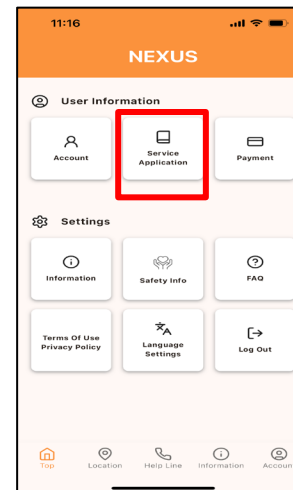 11:16
NEXUS
User Information
Account
Service
Application
Payment
Settings
Information
Safety Info
FAQ
Terms Of Use
Privacy Policy
Language
Settings
Log Out
Top
Location
Help Line
Information
Accoun